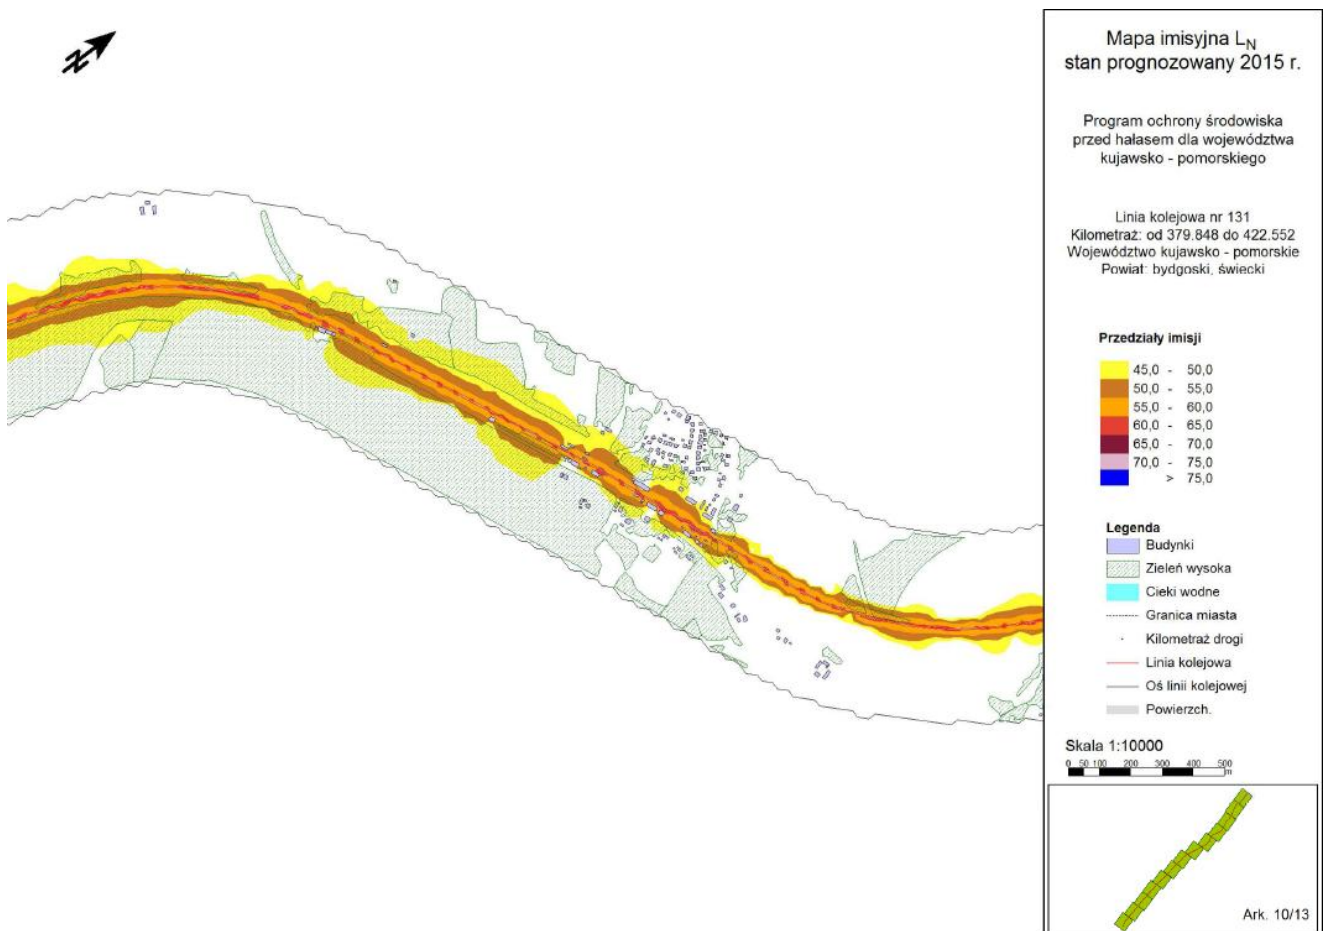 N
Mapa imisyjna LN
stan prognozowany 2015 r.
Program ochrony środowiska
przed hałasem dla województwa
kujawsko - pomorskiego
Linia kolejowa nr 131
Kilometraż: od 379.848 do 422.552
Województwo kujawsko - pomorskie
Powiat: bydgoski, świecki
Przedziały imisji
45,0 - 50,0
50,0 - 55,0
55,0 - 60,0
60,0 - 65,0
65,0 - 70,0
70,0 - 75,0
> 75,0
Legenda
Budynki
Zieleń wysoka
Cieki wodne
Granica miasta
Kilometraż drogi
Linia kolejowa
Oś linii kolejowej
Powierzch.
Skala 1:10000
0 50 100 200 300 400 500
m
Ark. 10/13